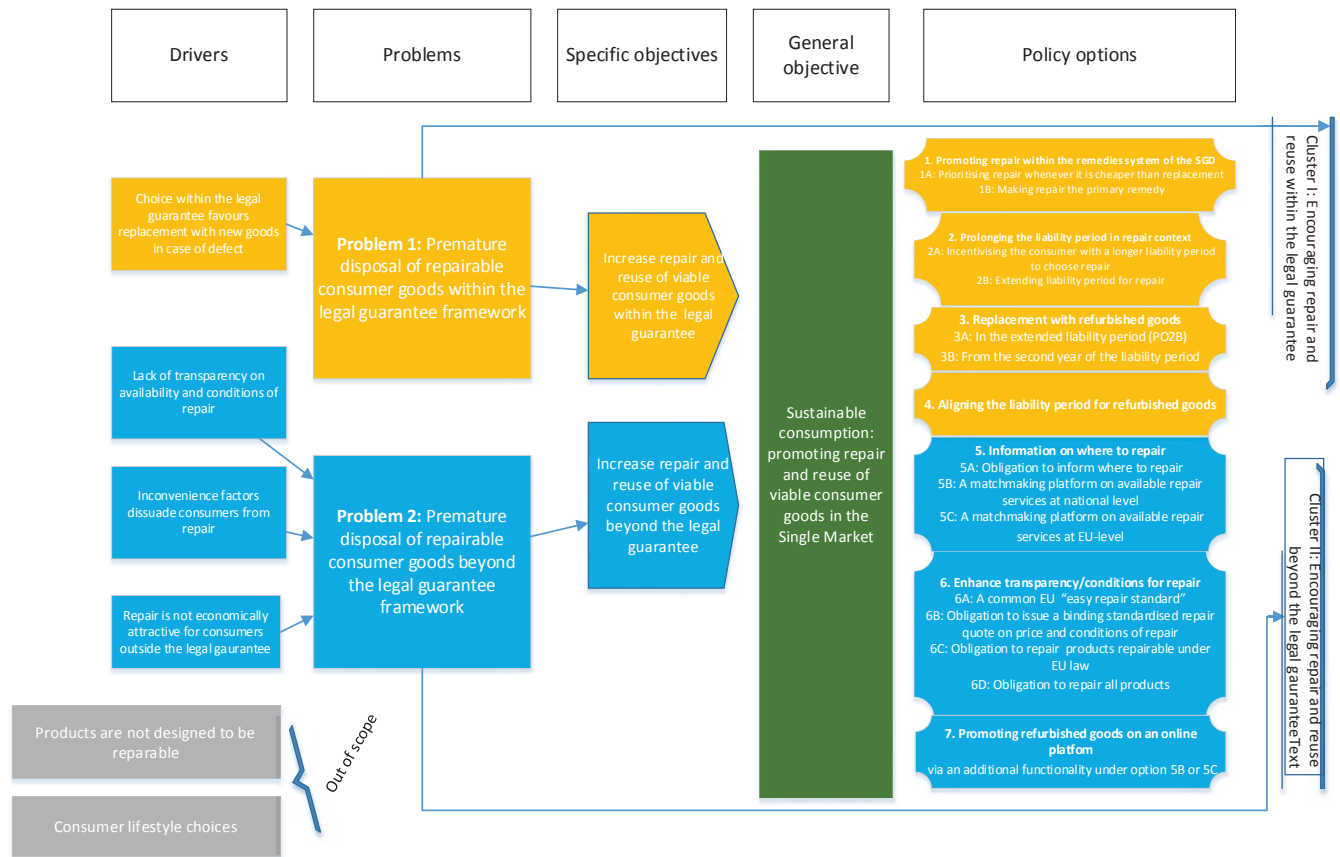 Drivers
Problems
Specific objectives
General
objective
Policy options
Choice within the legal
guarantee favours
replacement with new goods
in case of defect
Lack of transparency on
availability and conditions of
repair
Inconvenience factors
dissuade consumers from
repair
Repair is not economically
attractive for consumers
outside the legal gaurantee
Products are not designed to be
reparable
Consumer lifestyle choices
Out of scope
Problem 1: Premature
disposal of repairable
consumer goods within the
legal guarantee framework
Problem 2: Premature
disposal of repairable
consumer goods beyond
the legal guarantee
framework
Increase repair and
reuse of viable
consumer goods
within the legal
guarantee
Increase repair and
reuse of viable
consumer goods
beyond the legal
guarantee
Sustainable
consumption:
promoting repair
and reuse of
viable consumer
goods in the
Single Market
1. Promoting repair within the remedies system of the SGD
1A: Prioritising repair whenever it is cheaper than replacement
1B: Making repair the primary remedy
2. Prolonging the liability period in repair context
2A: Incentivising the consumer with a longer liability period
to choose repair
2B: Extending liability period for repair
3. Replacement with refurbished goods
3A: In the extended liability period (PO2B)
3B: From the second year of the liability period
4. Aligning the liability period for refurbished goods
5. Information on where to repair
5A: Obligation to inform where to repair
5B: A matchmaking platform on available repair
services at national level
5C: A matchmaking platform on available repair
services at EU-level
6. Enhance transparency/conditions for repair
6A: A common EU “easy repair standard”
6B: Obligation to issue a binding standardised repair
quote on price and conditions of repair
6C: Obligation to repair products repairable under
EU law
6D: Obligation to repair all products
7. Promoting refurbished goods on an online
platfom
via an additional functionality under option 5B or 5C
Cluster I: Encouraging repair and
reuse within the legal guarantee
Cluster II: Encouraging repair and reuse
beyond the legal gauranteeText